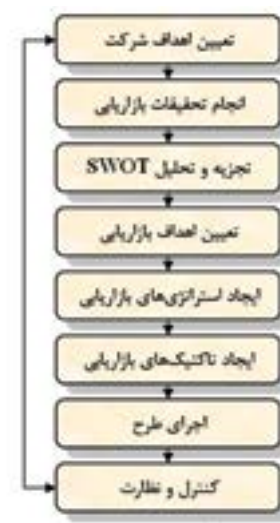 تعیین اهداف شرکت
انجام تحقیقات بازاریابی
تجزیه و تحلیل SWOT
تعیین اهداف بازاریابی
ایجاد استراتژی‌های بازاریابی
ایجاد تاکتیک‌های بازاریابی
اجرای طرح
کنترل و نظارت